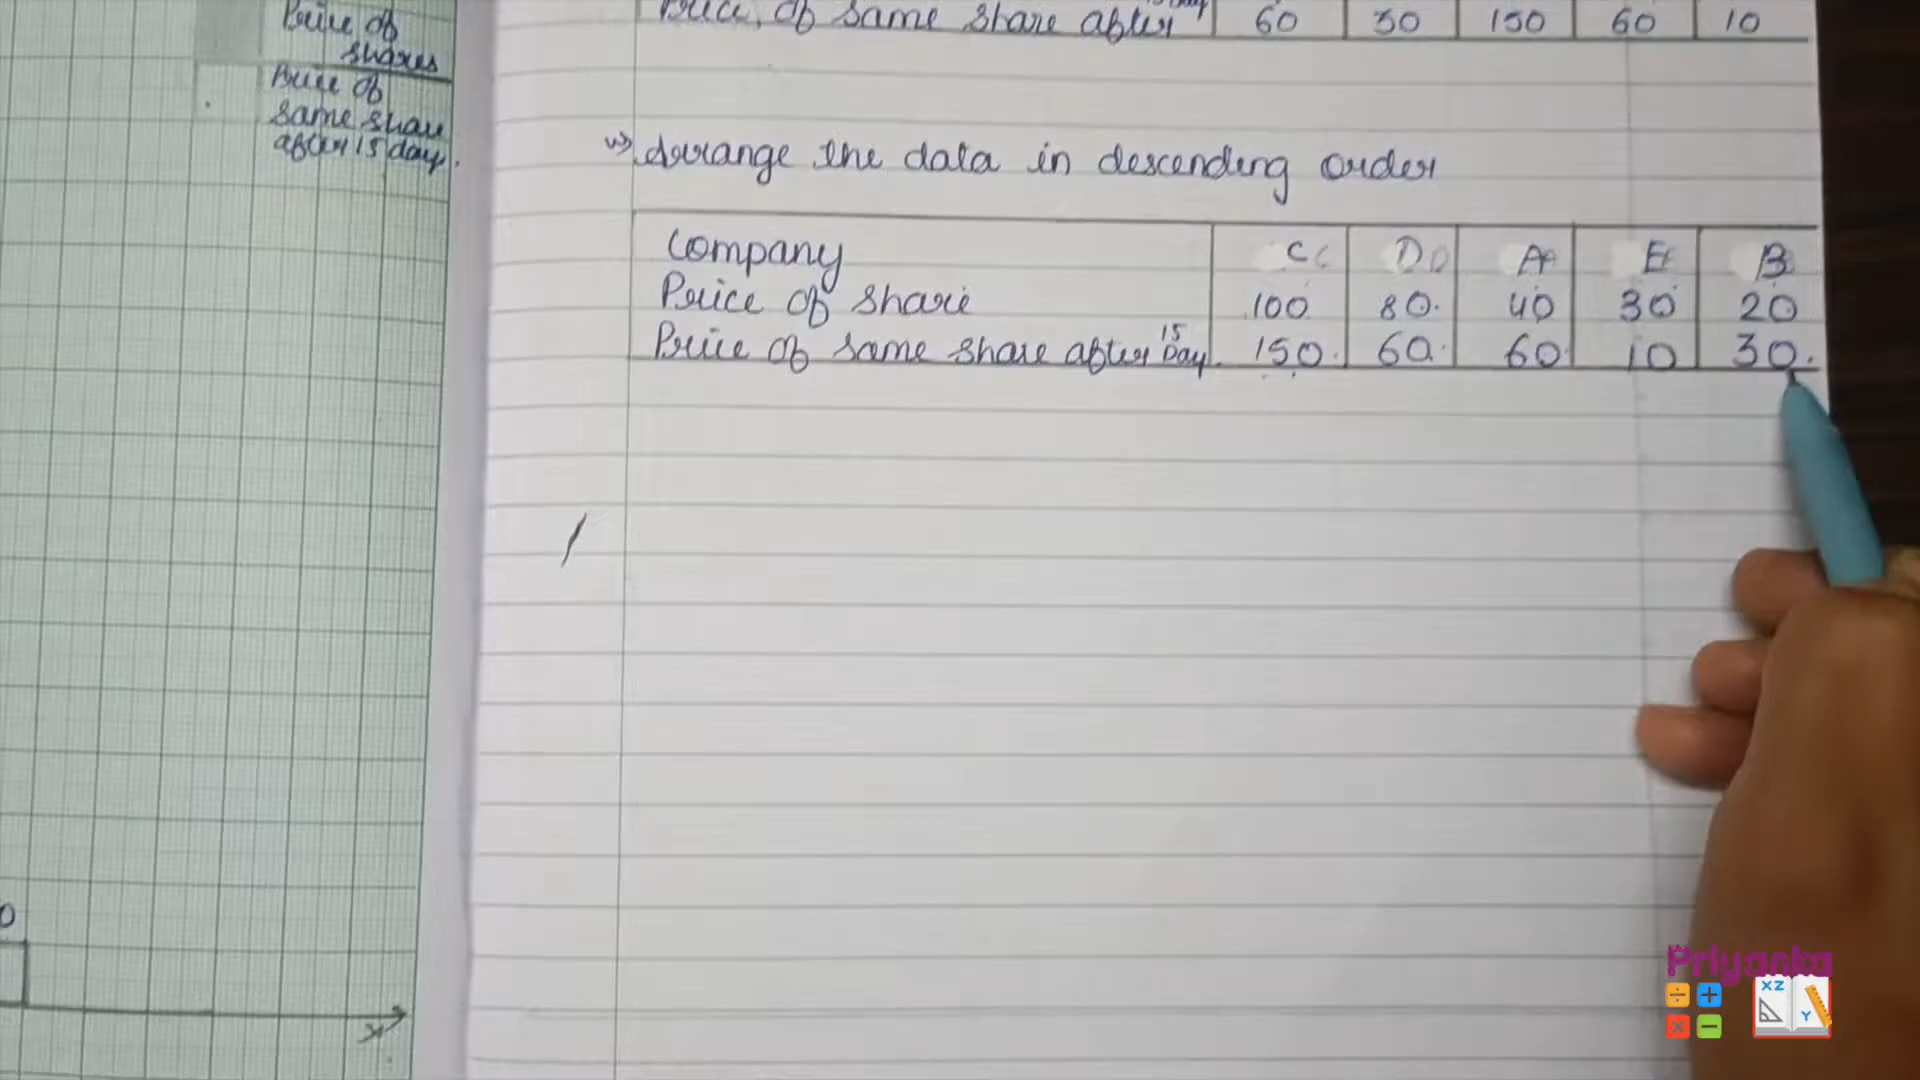 Price of
shares
Price of
same share
after 15 day.
Price of same share after 60 30 150 60 10
Arrange the data in descending order
Company C D A E B
Price of share 100 80. 40 30 20
Price of same share after 15 Day. 150. 60. 60. 10 30.
0
x
Priyanka
÷ +
× −
XZ
Y